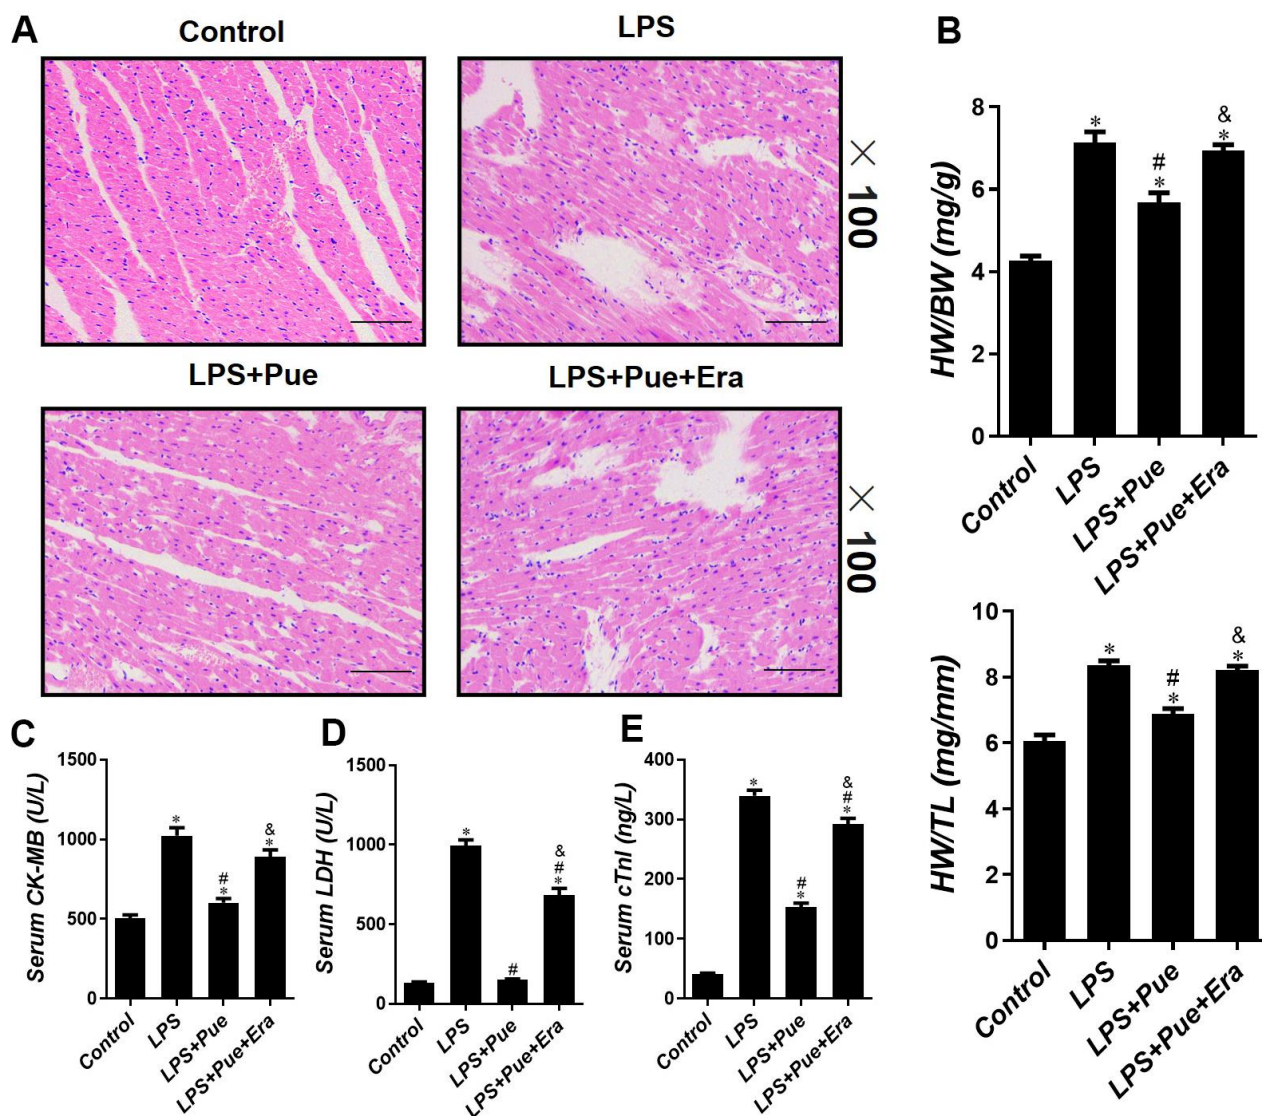 A
Control
LPS
× 100
LPS+Pue
LPS+Pue+Era
× 100
B
HW/BW (mg/g)
8
6
4
2
0
*
#
*
&
*
Control
LPS
LPS+Pue
LPS+Pue+Era
HW/TL (mg/mm)
10
8
6
4
2
0
*
#
*
&
*
Control
LPS
LPS+Pue
LPS+Pue+Era
C
Serum CK-MB (U/L)
1500
1000
500
0
*
#
*
&
*
Control
LPS
LPS+Pue
LPS+Pue+Era
D
Serum LDH (U/L)
1500
1000
500
0
*
#
&
#
*
Control
LPS
LPS+Pue
LPS+Pue+Era
E
Serum cTnI (ng/L)
400
300
200
100
0
*
#
*
&
#
*
Control
LPS
LPS+Pue
LPS+Pue+Era